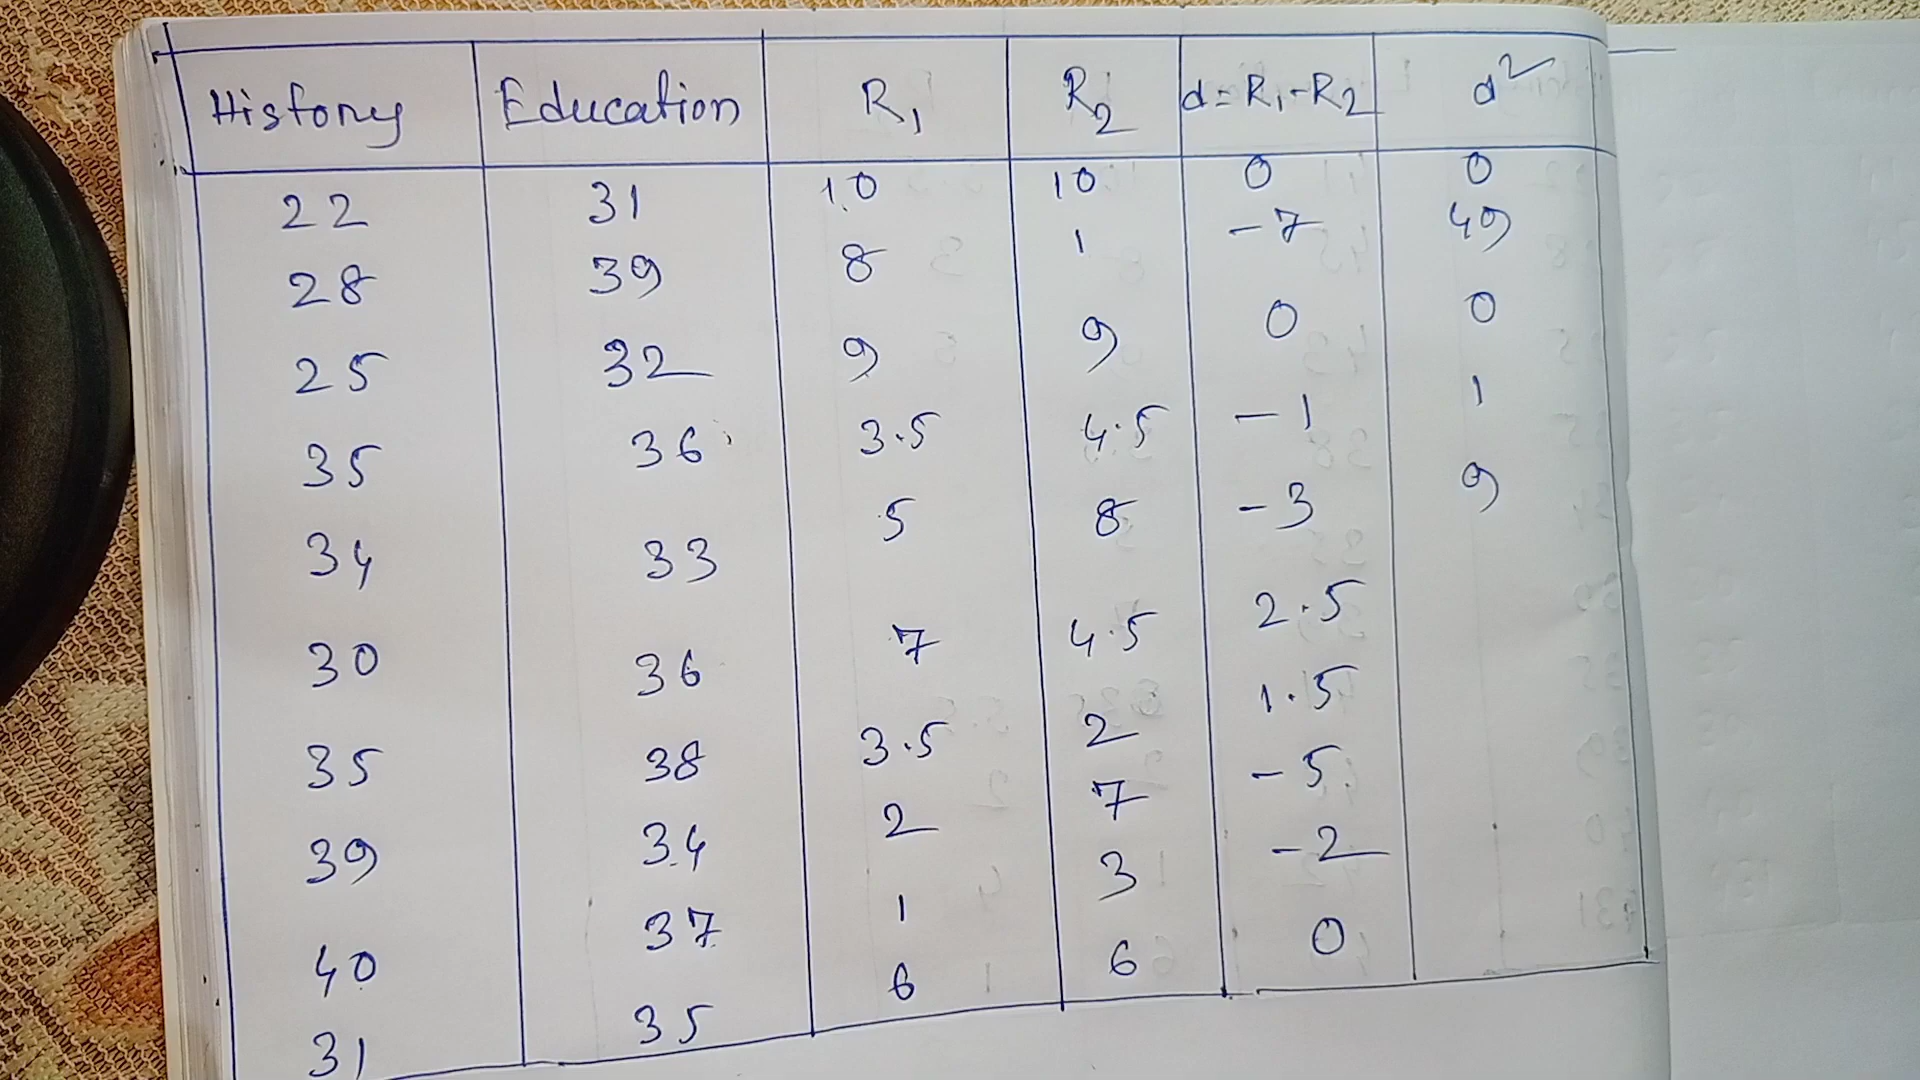 History Education R₁ R₂ d=R₁-R₂ d²
22 31 10 10 0 0
28 39 8 1 -7 49
25 32 9 9 0 0
35 36 3.5 4.5 -1 1
34 33 5 8 -3 9
30 36 7 4.5 2.5
35 38 3.5 2 1.5
39 34 2 7 -5
40 37 1 3 -2
31 35 6 6 0